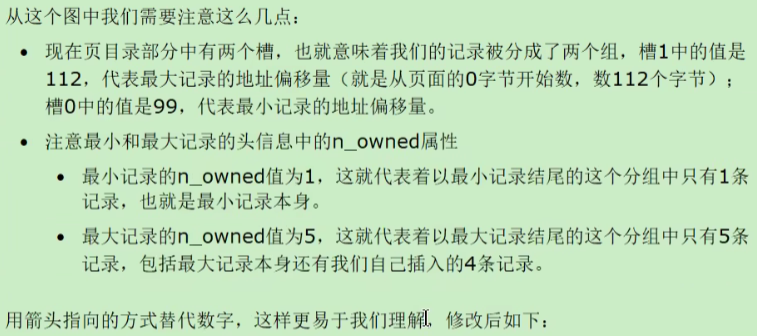 从这个图中我们需要注意这么几点：
• 现在页目录部分中有两个槽，也就意味着我们的记录被分成了两个组，槽1中的值是
112，代表最大记录的地址偏移量（就是从页面的0字节开始数，数112个字节）；
槽0中的值是99，代表最小记录的地址偏移量。
• 注意最小和最大记录的头信息中的n_owned属性
• 最小记录的n_owned值为1，这就代表着以最小记录结尾的这个分组中只有1条
记录，也就是最小记录本身。
• 最大记录的n_owned值为5，这就代表着以最大记录结尾的这个分组中只有5条
记录，包括最大记录本身还有我们自己插入的4条记录。
用箭头指向的方式替代数字，这样更易于我们理解，修改后如下：